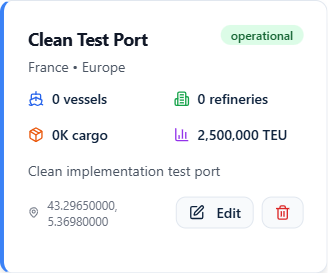 Clean Test Port
operational
France • Europe
0 vessels
0 refineries
0K cargo
2,500,000 TEU
Clean implementation test port
43.29650000,
5.36980000
Edit